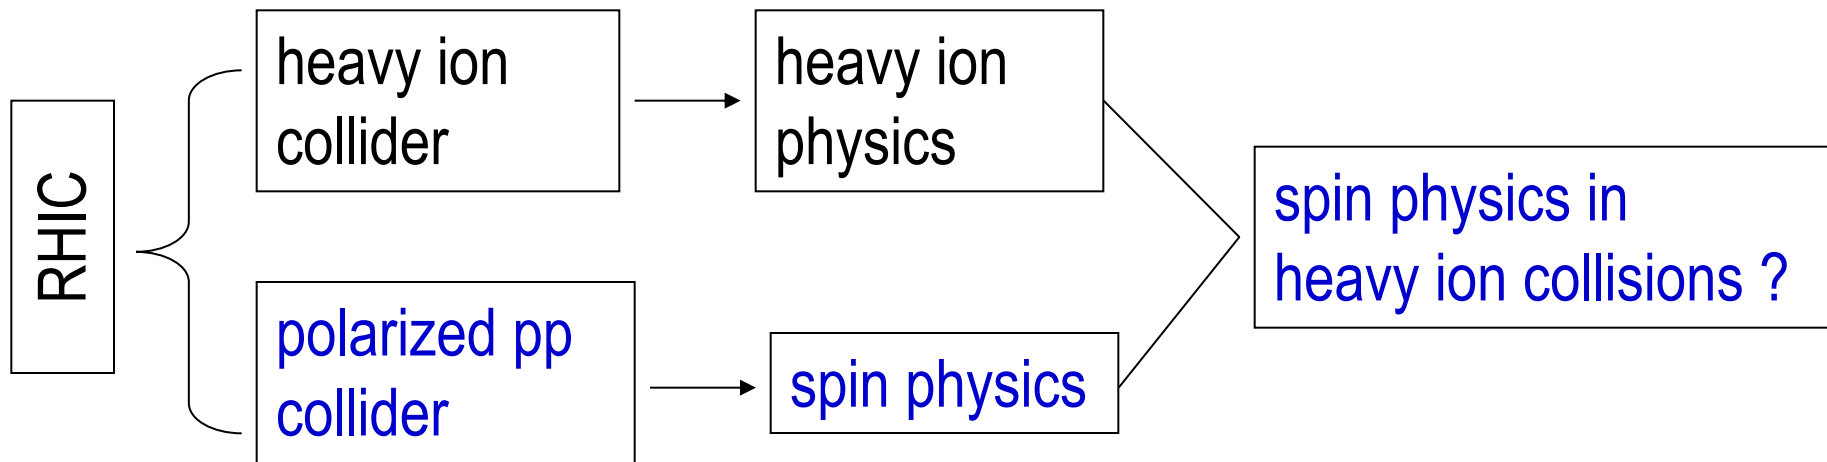 RHIC
heavy ion
collider
heavy ion
physics
polarized pp
collider
spin physics
spin physics in
heavy ion collisions ?